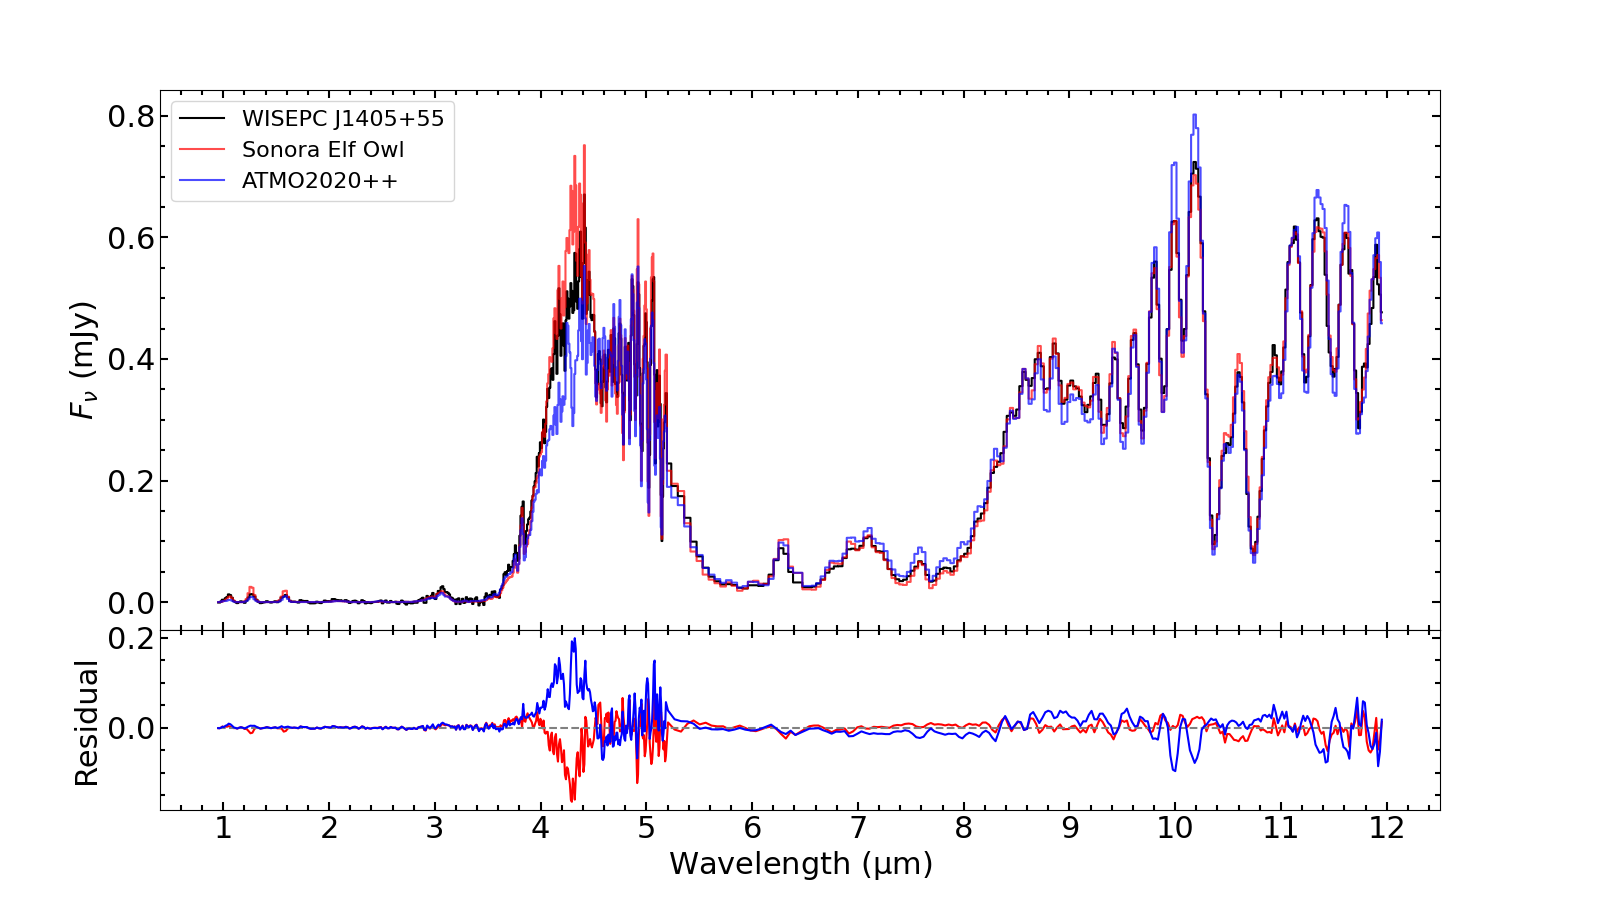 0.8
0.6
0.4
0.2
0.0
F_ν (mJy)
WISEPC J1405+55
Sonora Elf Owl
ATMO2020++
0.2
0.0
Residual
1 2 3 4 5 6 7 8 9 10 11 12
Wavelength (μm)